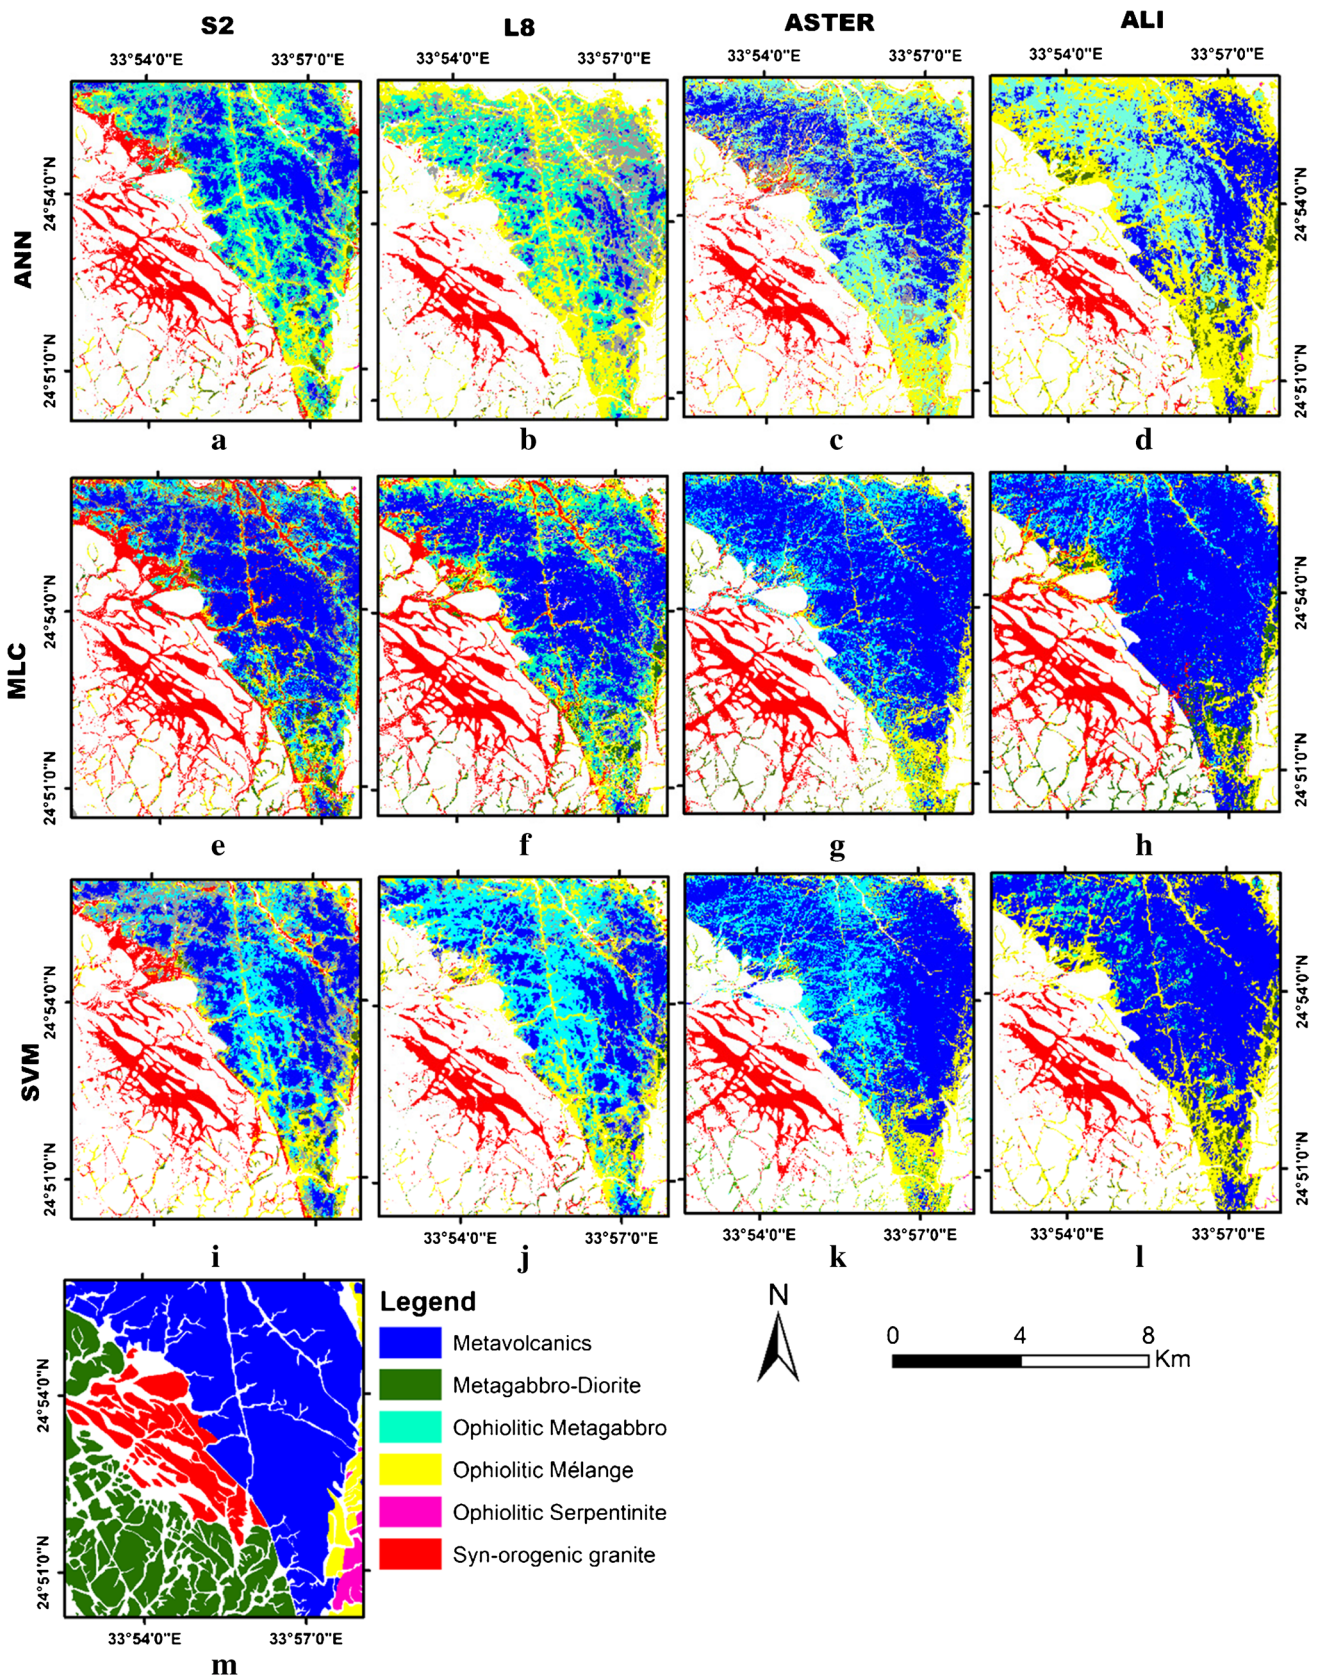 S2 L8 ASTER ALI
33°54'0"E 33°57'0"E 33°54'0"E 33°57'0"E 33°54'0"E 33°57'0"E 33°54'0"E 33°57'0"E
ANN
24°54'0"N
24°51'0"N
24°54'0"N
24°51'0"N
a b c d
MLC
24°54'0"N
24°51'0"N
24°54'0"N
24°51'0"N
e f g h
SVM
24°54'0"N
24°51'0"N
24°54'0"N
24°51'0"N
33°54'0"E 33°57'0"E 33°54'0"E 33°57'0"E 33°54'0"E 33°57'0"E
i j k l
24°54'0"N
24°51'0"N
33°54'0"E 33°57'0"E
m
Legend
Metavolcanics
Metagabbro-Diorite
Ophiolitic Metagabbro
Ophiolitic Mélange
Ophiolitic Serpentinite
Syn-orogenic granite
N
0 4 8
Km